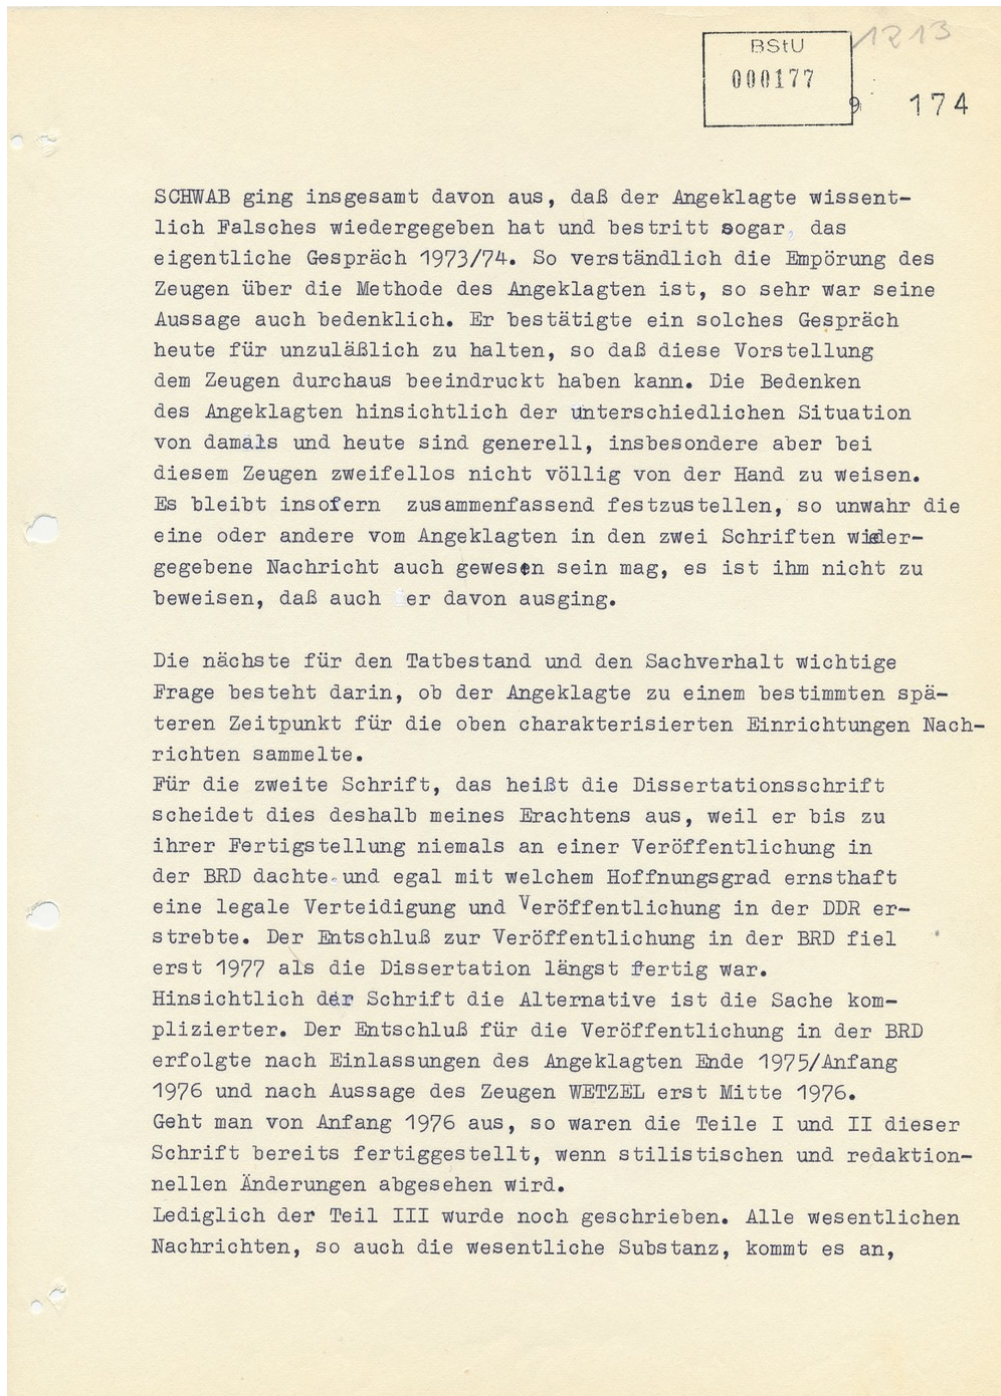 BStU
1213
000177
9 174
SCHWAB ging insgesamt davon aus, daß der Angeklagte wissent-
lich Falsches wiedergegeben hat und bestritt sogar, das
eigentliche Gespräch 1973/74. So verständlich die Empörung des
Zeugen über die Methode des Angeklagten ist, so sehr war seine
Aussage auch bedenklich. Er bestätigte ein solches Gespräch
heute für unzuläßlich zu halten, so daß diese Vorstellung
dem Zeugen durchaus beeindruckt haben kann. Die Bedenken
des Angeklagten hinsichtlich der unterschiedlichen Situation
von damals und heute sind generell, insbesondere aber bei
diesem Zeugen zweifellos nicht völlig von der Hand zu weisen.
Es bleibt insofern zusammenfassend festzustellen, so unwahr die
eine oder andere vom Angeklagten in den zwei Schriften wieder-
gegebene Nachricht auch gewesen sein mag, es ist ihm nicht zu
beweisen, daß auch er davon ausging.
Die nächste für den Tatbestand und den Sachverhalt wichtige
Frage besteht darin, ob der Angeklagte zu einem bestimmten spä-
teren Zeitpunkt für die oben charakterisierten Einrichtungen Nach-
richten sammelte.
Für die zweite Schrift, das heißt die Dissertationsschrift
scheidet dies deshalb meines Erachtens aus, weil er bis zu
ihrer Fertigstellung niemals an einer Veröffentlichung in
der BRD dachte und egal mit welchem Hoffnungsgrad ernsthaft
eine legale Verteidigung und Veröffentlichung in der DDR er-
strebte. Der Entschluß zur Veröffentlichung in der BRD fiel
erst 1977 als die Dissertation längst fertig war.
Hinsichtlich der Schrift die Alternative ist die Sache kom-
plizierter. Der Entschluß für die Veröffentlichung in der BRD
erfolgte nach Einlassungen des Angeklagten Ende 1975/Anfang
1976 und nach Aussage des Zeugen WETZEL erst Mitte 1976.
Geht man von Anfang 1976 aus, so waren die Teile I und II dieser
Schrift bereits fertiggestellt, wenn stilistischen und redaktion-
nellen Änderungen abgesehen wird.
Lediglich der Teil III wurde noch geschrieben. Alle wesentlichen
Nachrichten, so auch die wesentliche Substanz, kommt es an,